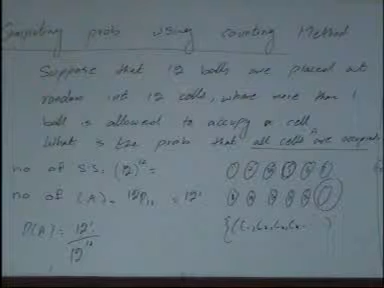 Computing prob using counting Method
Suppose that 12 balls are placed at
random int 12 cells, where more than 1
ball is allowed to occupy a cell
What is the prob that all cells are occupied
no of S.S. (12)^12 =
no of (A) = 12P12 = 12!
P(A) = 12! / 12^12